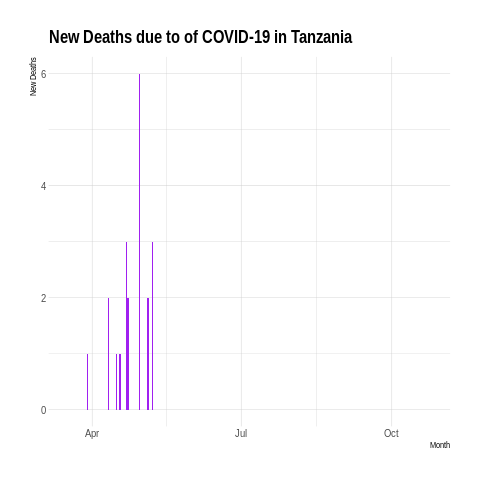 New Deaths due to of COVID-19 in Tanzania
New Deaths
6
4
2
0
Apr Jul Oct
Month